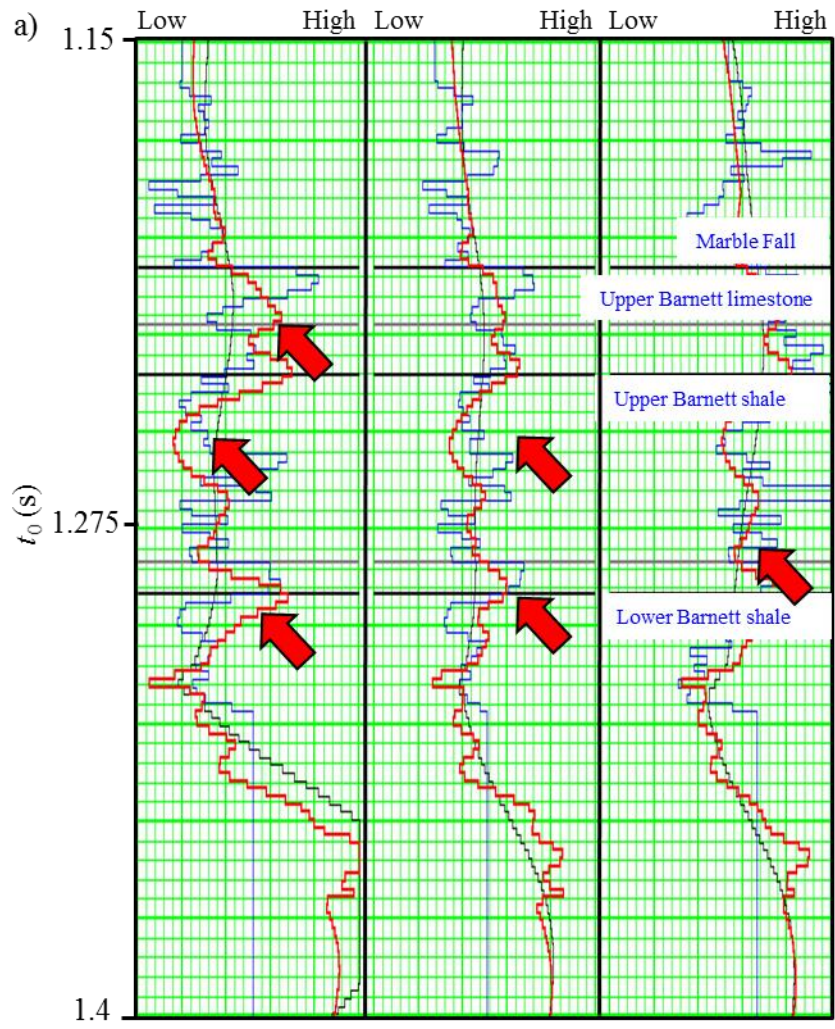 a)
Low High Low High Low High
1.15
Marble Fall
Upper Barnett limestone
Upper Barnett shale
t₀ (s)
1.275
Lower Barnett shale
1.4